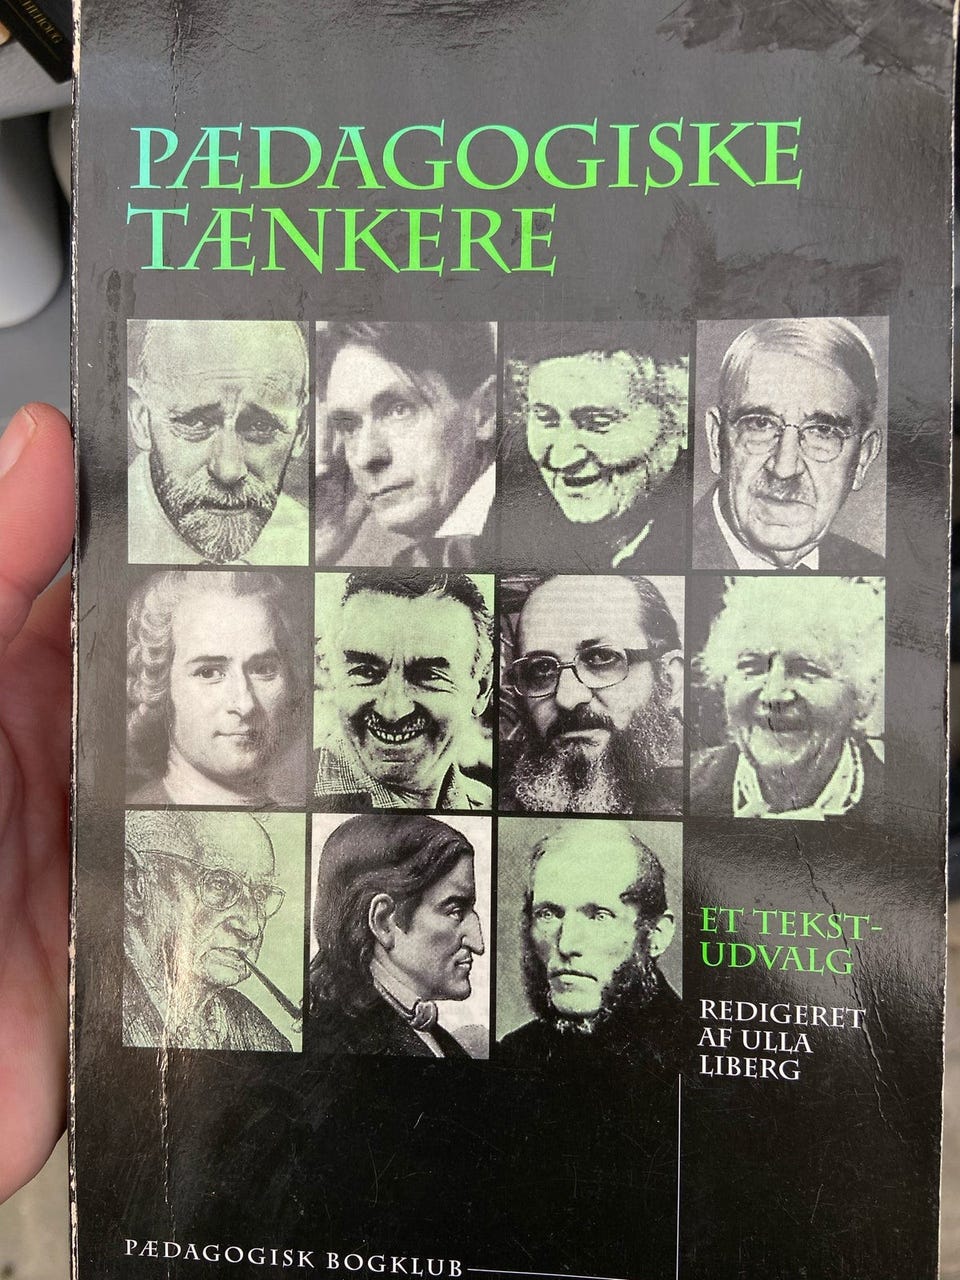 PÆDAGOGISKE
TÆNKERE
ET TEKST-
UDVALG
REDIGERET
AF ULLA
LIBERG
PÆDAGOGISK BOGKLUB